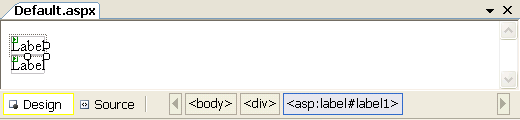 Default.aspx
Label
Label
Design Source <body> <div> <asp:label#label1>